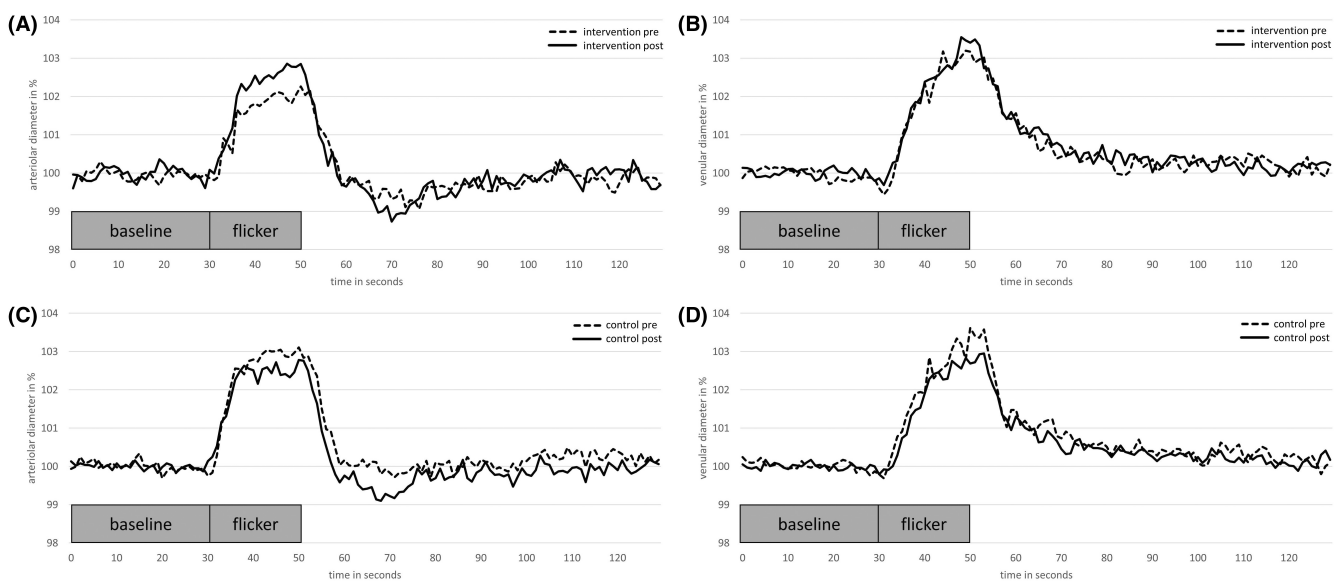 (A)
104
103
102
101
100
99
98
arteriolar diameter in %
intervention pre
intervention post
baseline
flicker
0 10 20 30 40 50 60 70 80 90 100 110 120
time in seconds
(B)
104
103
102
101
100
99
98
venular diameter in %
intervention pre
intervention post
baseline
flicker
0 10 20 30 40 50 60 70 80 90 100 110 120
time in seconds
(C)
104
103
102
101
100
99
98
arteriolar diameter in %
control pre
control post
baseline
flicker
0 10 20 30 40 50 60 70 80 90 100 110 120
time in seconds
(D)
104
103
102
101
100
99
98
venular diameter in %
control pre
control post
baseline
flicker
0 10 20 30 40 50 60 70 80 90 100 110 120
time in seconds